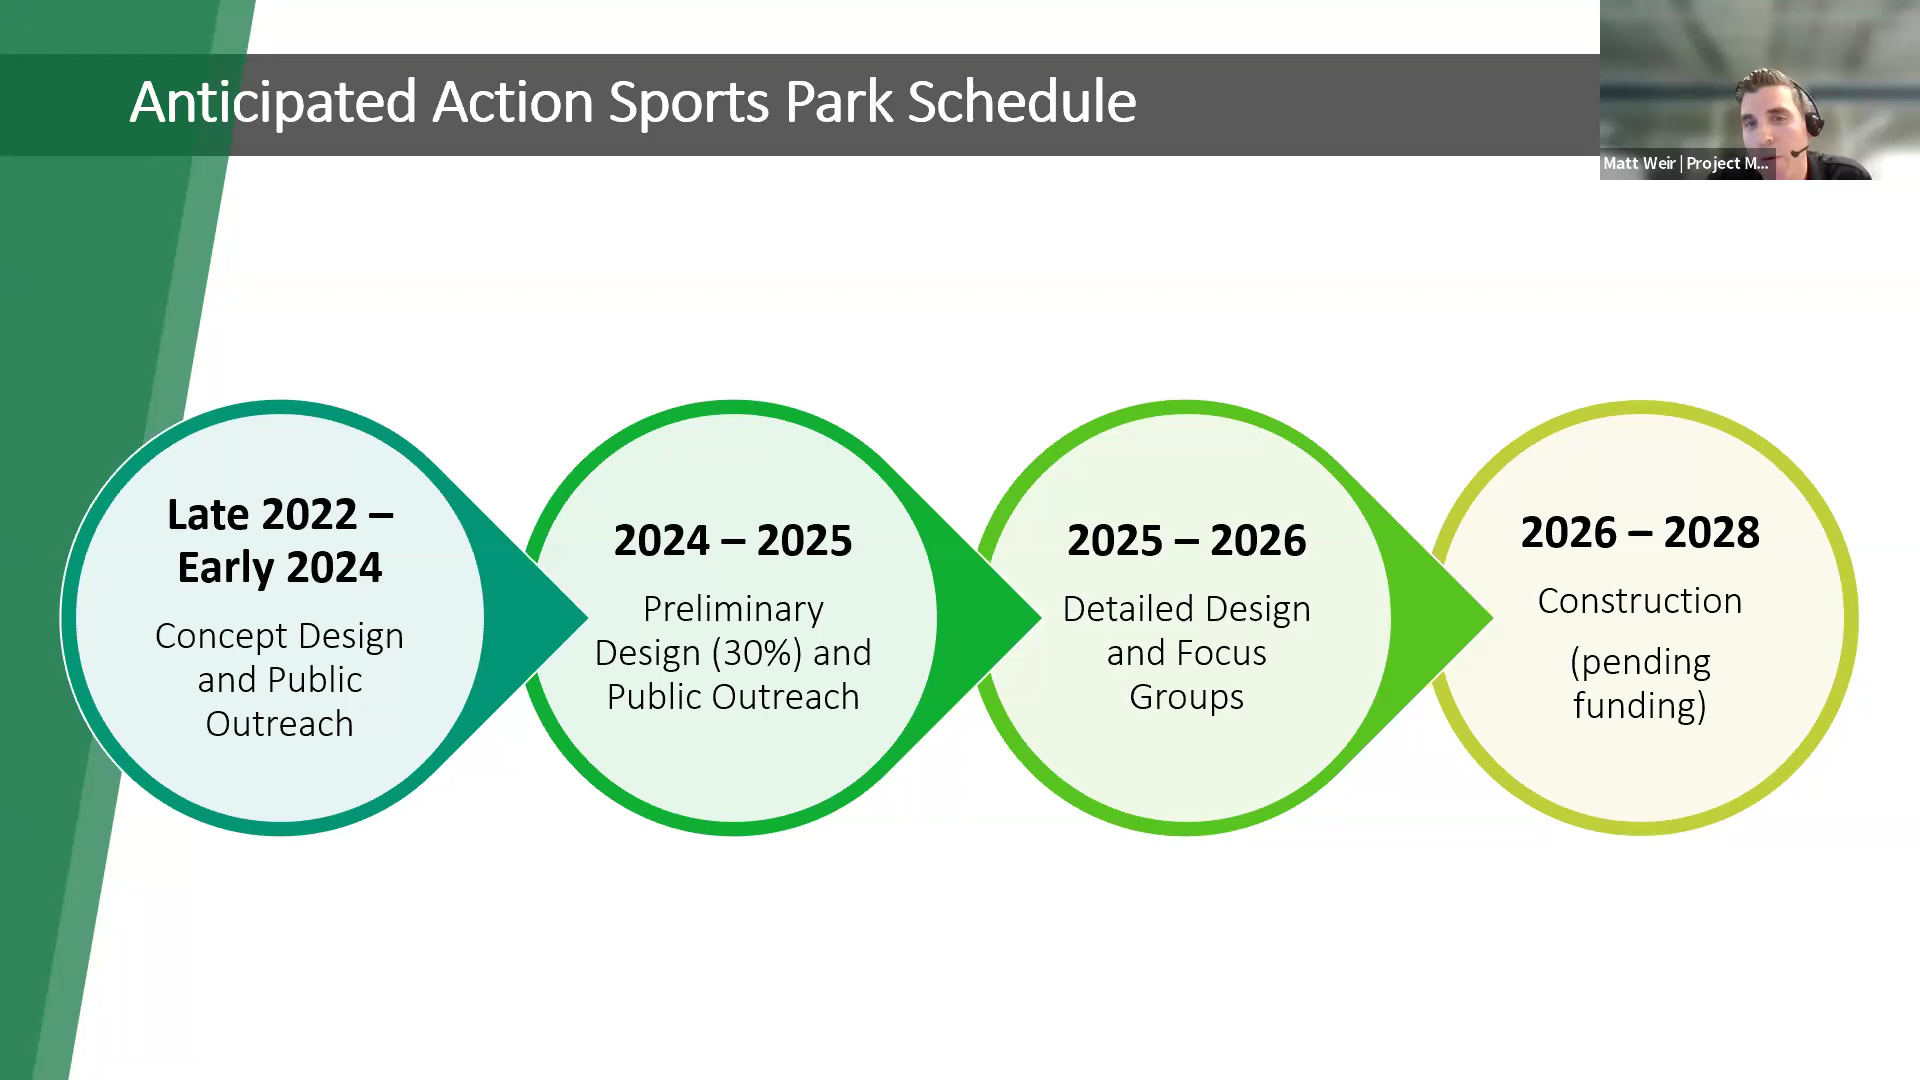 Anticipated Action Sports Park Schedule
Matt Weir | Project M...
Late 2022 –
Early 2024
Concept Design
and Public
Outreach
2024 – 2025
Preliminary
Design (30%) and
Public Outreach
2025 – 2026
Detailed Design
and Focus
Groups
2026 – 2028
Construction
(pending
funding)